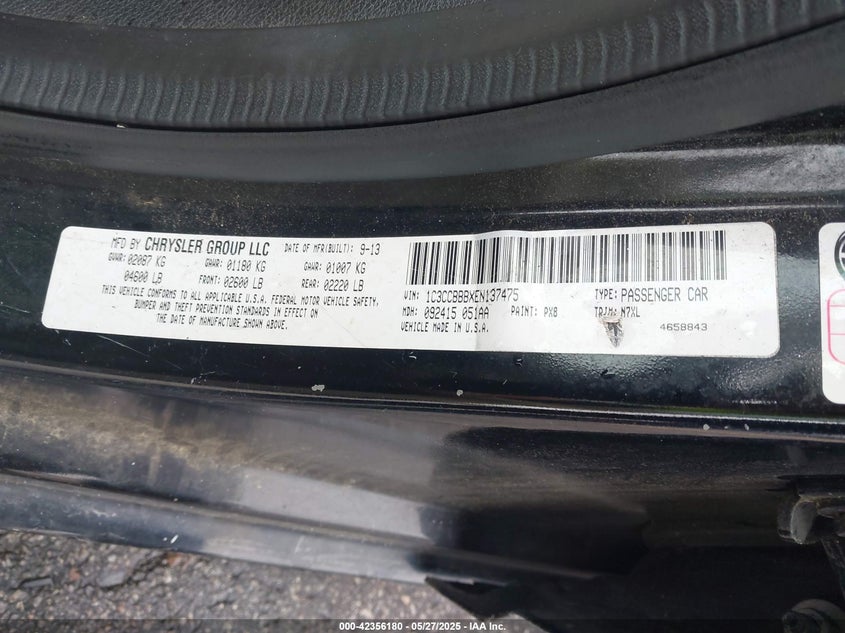 MFD BY CHRYSLER GROUP LLC DATE OF MFR(BUILT): 9-13
GVWR: 02087 KG GAWR: 01180 KG GAWR: 01007 KG
04600 LB FRONT: 02600 LB REAR: 02220 LB
THIS VEHICLE CONFORMS TO ALL APPLICABLE U.S.A. FEDERAL MOTOR VEHICLE SAFETY,
BUMPER AND THEFT PREVENTION STANDARDS IN EFFECT ON
THE DATE OF MANUFACTURE SHOWN ABOVE.
VIN: 1C3CCBBBXEN137475 TYPE: PASSENGER CAR
MDH: 092415 051AA PAINT: PX8 TRIM: N7XL
VEHICLE MADE IN U.S.A. 4658843
000-42356180 | 05/27/2025 | IAA Inc.